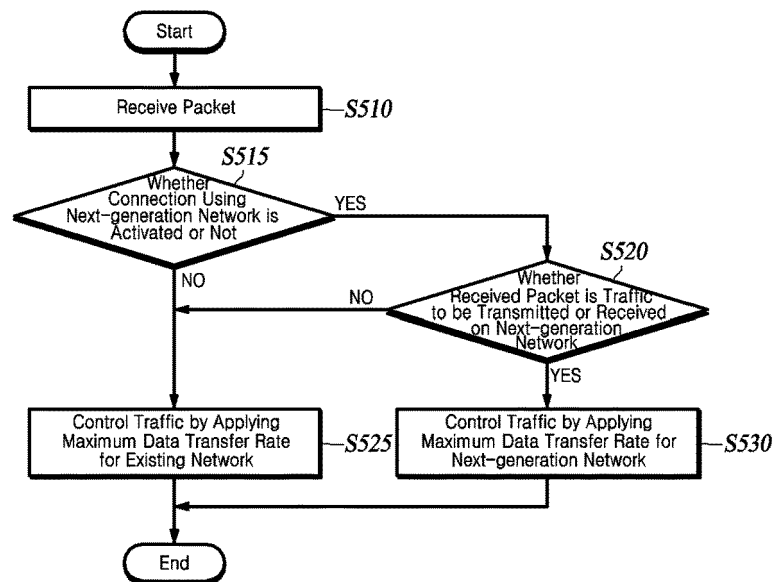 Start
Receive Packet
S510
S515
Whether
Connection Using
Next-generation Network is
Activated or Not
YES
NO
S520
Whether
Received Packet is Traffic
to be Transmitted or Received
on Next-generation
Network
NO
YES
Control Traffic by Applying
Maximum Data Transfer Rate
for Existing Network
S525
Control Traffic by Applying
Maximum Data Transfer Rate for
Next-generation Network
S530
End